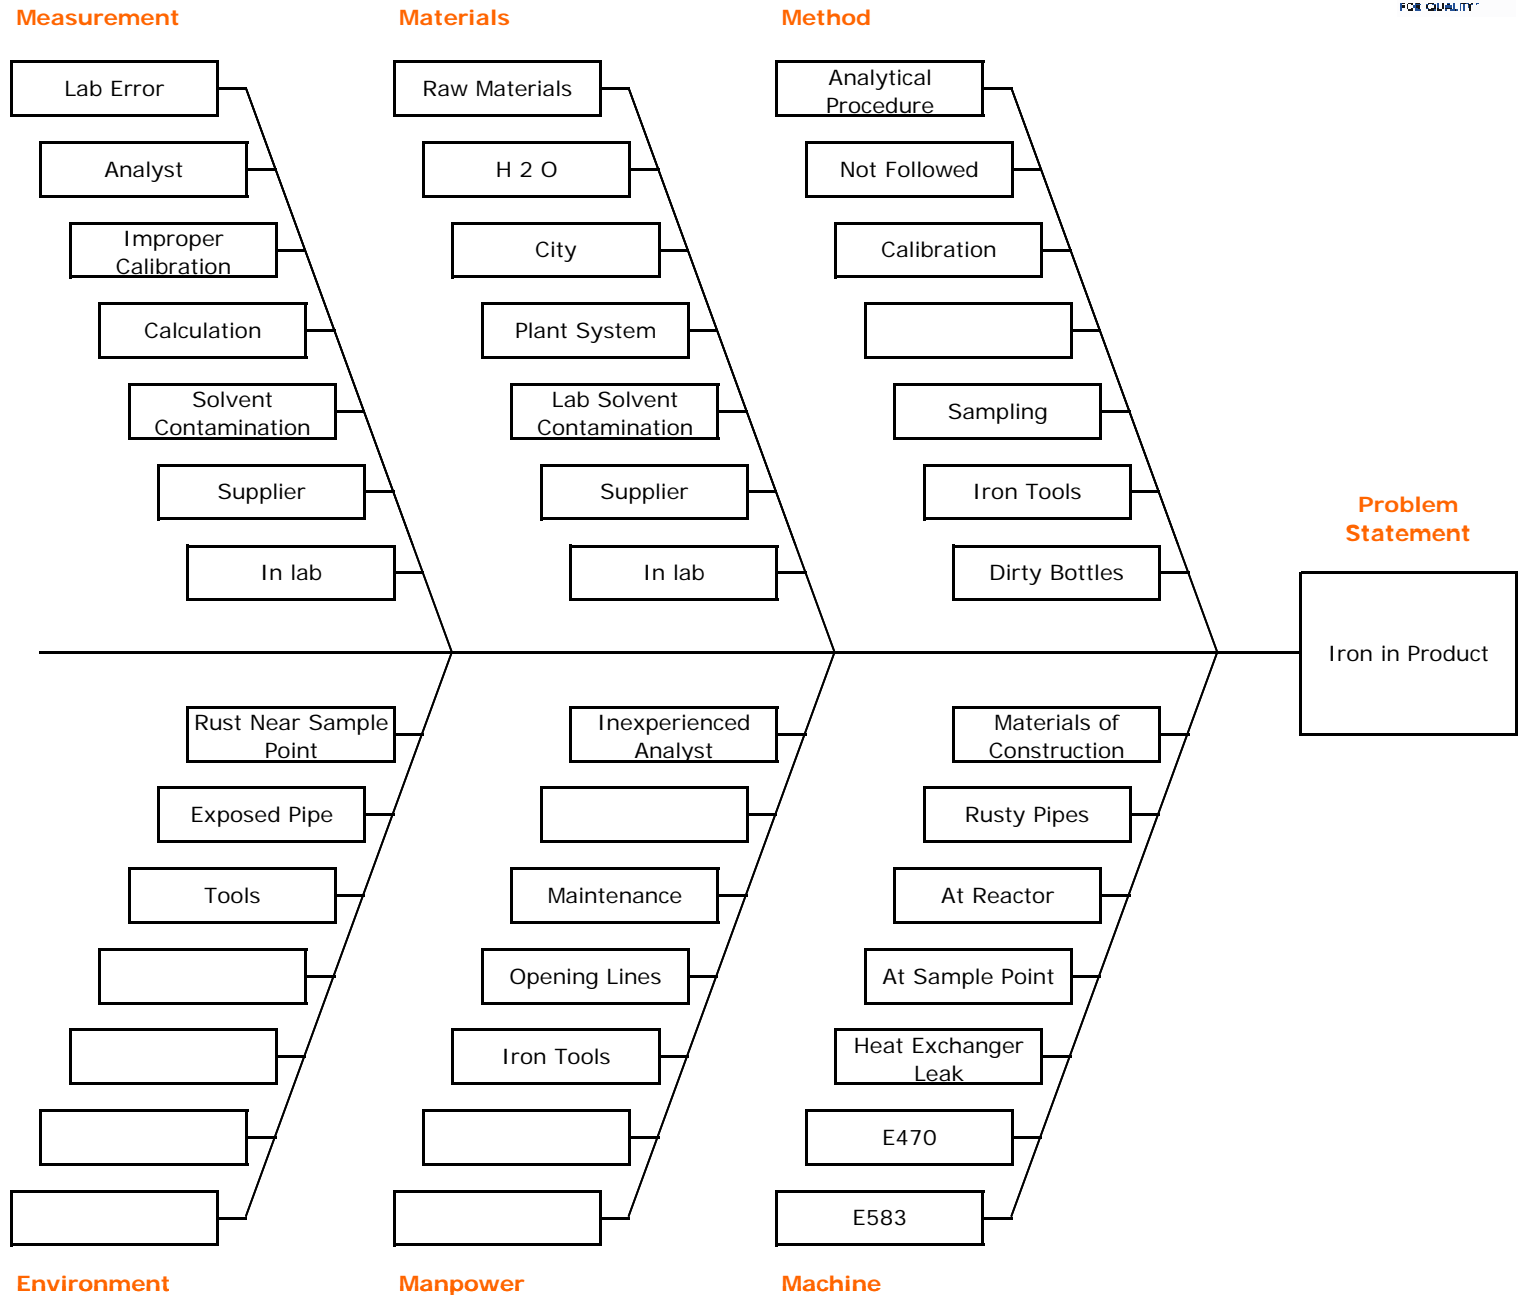 FOR QUALITY
Measurement
Materials
Method
Lab Error
Raw Materials
Analytical
Procedure
Analyst
H 2 O
Not Followed
Improper
Calibration
City
Calibration
Calculation
Plant System
Solvent
Contamination
Lab Solvent
Contamination
Sampling
Supplier
Supplier
Iron Tools
In lab
In lab
Dirty Bottles
Problem
Statement
Iron in Product
Rust Near Sample
Point
Inexperienced
Analyst
Materials of
Construction
Exposed Pipe
Rusty Pipes
Tools
Maintenance
At Reactor
Opening Lines
At Sample Point
Iron Tools
Heat Exchanger
Leak
E470
E583
Environment
Manpower
Machine